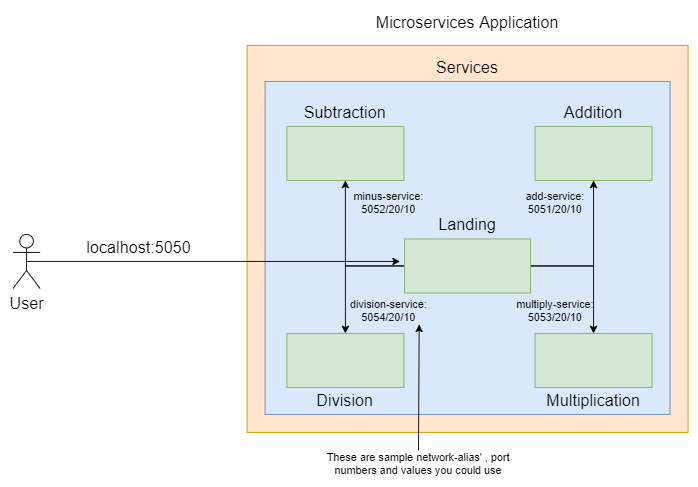 Microservices Application
Services
Subtraction
Addition
minus-service:
5052/20/10
add-service:
5051/20/10
Landing
localhost:5050
User
division-service:
5054/20/10
multiply-service:
5053/20/10
Division
Multiplication
These are sample network-alias' , port
numbers and values you could use